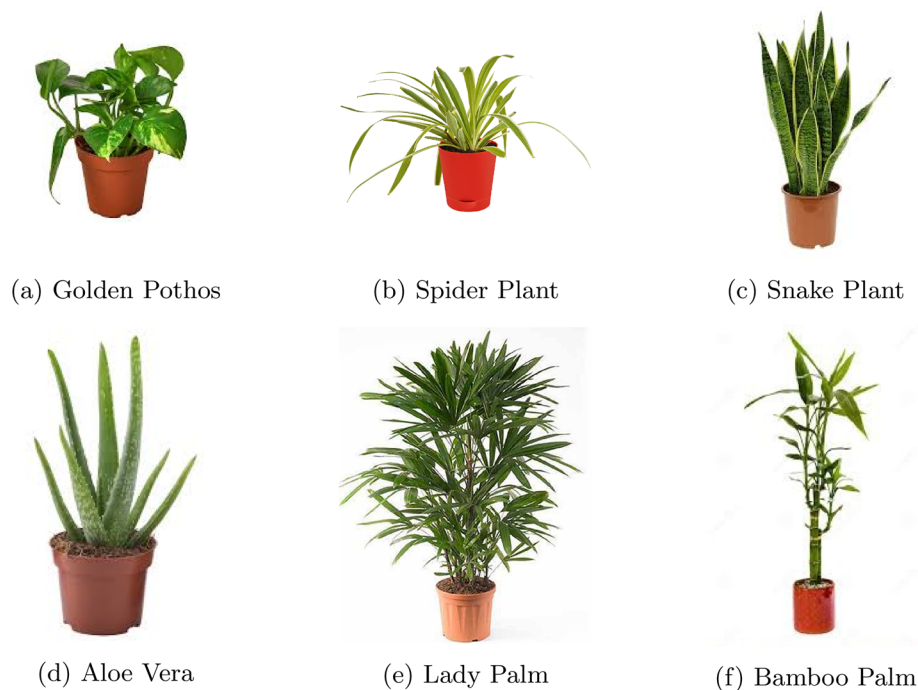 (a) Golden Pothos
(b) Spider Plant
(c) Snake Plant
(d) Aloe Vera
(e) Lady Palm
(f) Bamboo Palm